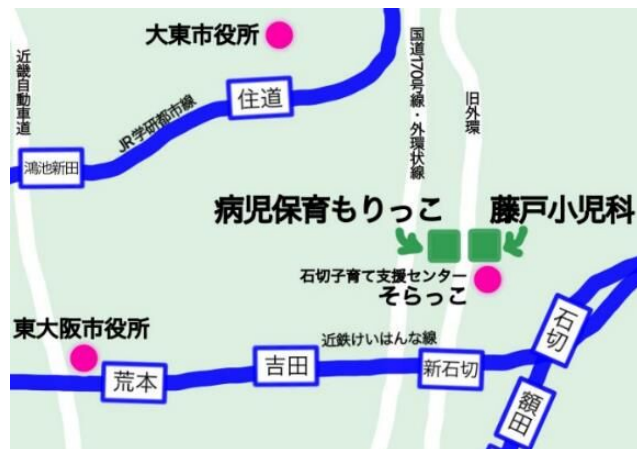 大東市役所
近畿自動車道
国道170号線・外環状線
旧外環
住道
JR学研都市線
鴻池新田
病児保育もりっこ
藤戸小児科
石切子育て支援センター
そらっこ
東大阪市役所
近鉄けいはんな線
石切
吉田
新石切
荒本
額田